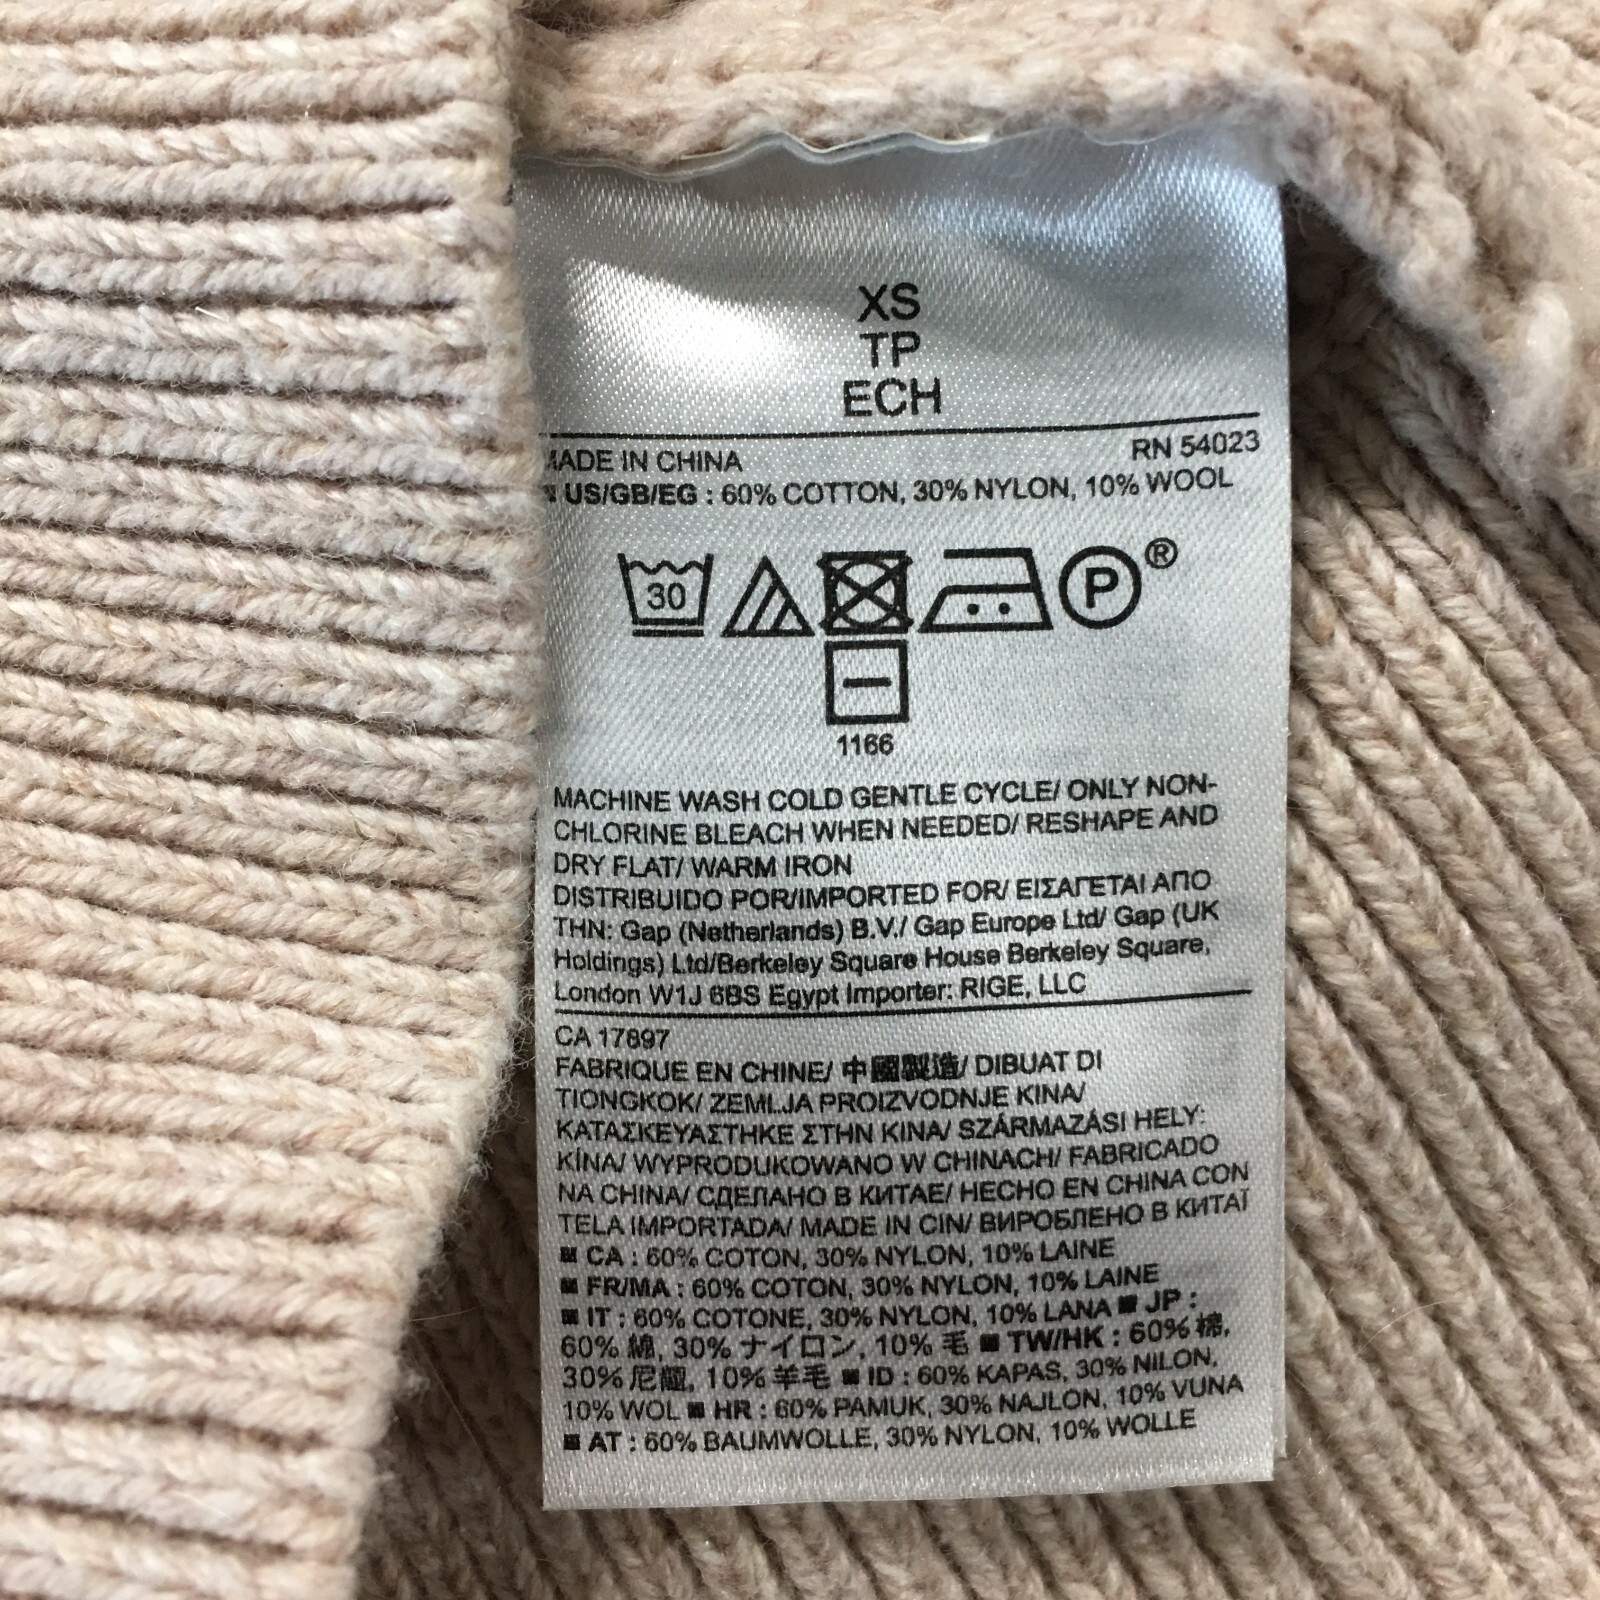 XS
TP
ECH
MADE IN CHINA RN 54023
US/GB/EG : 60% COTTON, 30% NYLON, 10% WOOL
30 P ®
1166
MACHINE WASH COLD GENTLE CYCLE/ ONLY NON-
CHLORINE BLEACH WHEN NEEDED/ RESHAPE AND
DRY FLAT/ WARM IRON
DISTRIBUIDO POR/IMPORTED FOR/ ΕΙΣΑΓΕΤΑΙ ΑΠΟ
ΤΗΝ: Gap (Netherlands) B.V./ Gap Europe Ltd/ Gap (UK
Holdings) Ltd/Berkeley Square House Berkeley Square,
London W1J 6BS Egypt Importer: RIGE, LLC
CA 17897
FABRIQUE EN CHINE/ 中國製造/ DIBUAT DI
TIONGKOK/ ZEMLJA PROIZVODNJE KINA/
ΚΑΤΑΣΚΕΥΑΣΤΗΚΕ ΣΤΗΝ ΚΙΝΑ/ SZÁRMAZÁSI HELY:
KÍNA/ WYPRODUKOWANO W CHINACH/ FABRICADO
NA CHINA/ СДЕЛАНО В КИТАЕ/ HECHO EN CHINA CON
TELA IMPORTADA/ MADE IN CIN/ ВИРОБЛЕНО В КИТАЇ
■ CA : 60% COTON, 30% NYLON, 10% LAINE
■ FR/MA : 60% COTON, 30% NYLON, 10% LAINE
■ IT : 60% COTONE, 30% NYLON, 10% LANA ■ JP :
60% 綿, 30% ナイロン, 10% 毛 ■ TW/HK : 60% 棉,
30% 尼龍, 10% 羊毛 ■ ID : 60% KAPAS, 30% NILON,
10% WOL ■ HR : 60% PAMUK, 30% NAJLON, 10% VUNA
■ AT : 60% BAUMWOLLE, 30% NYLON, 10% WOLLE